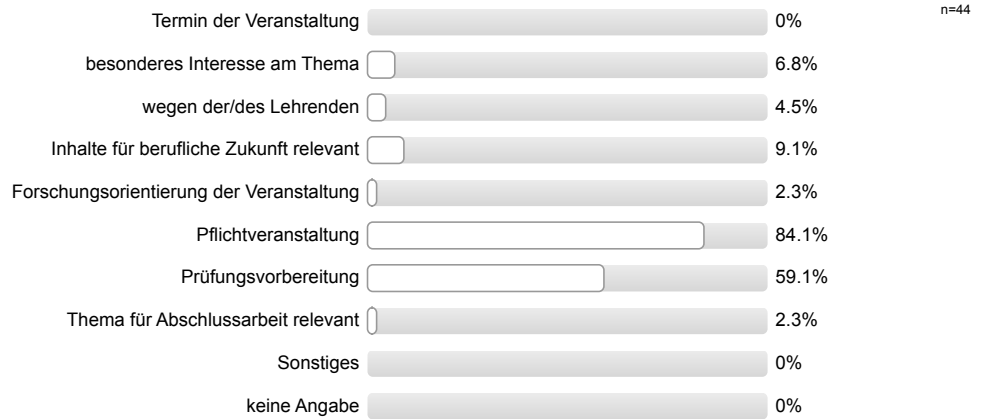 n=44
Termin der Veranstaltung 0%
besonderes Interesse am Thema 6.8%
wegen der/des Lehrenden 4.5%
Inhalte für berufliche Zukunft relevant 9.1%
Forschungsorientierung der Veranstaltung 2.3%
Pflichtveranstaltung 84.1%
Prüfungsvorbereitung 59.1%
Thema für Abschlussarbeit relevant 2.3%
Sonstiges 0%
keine Angabe 0%